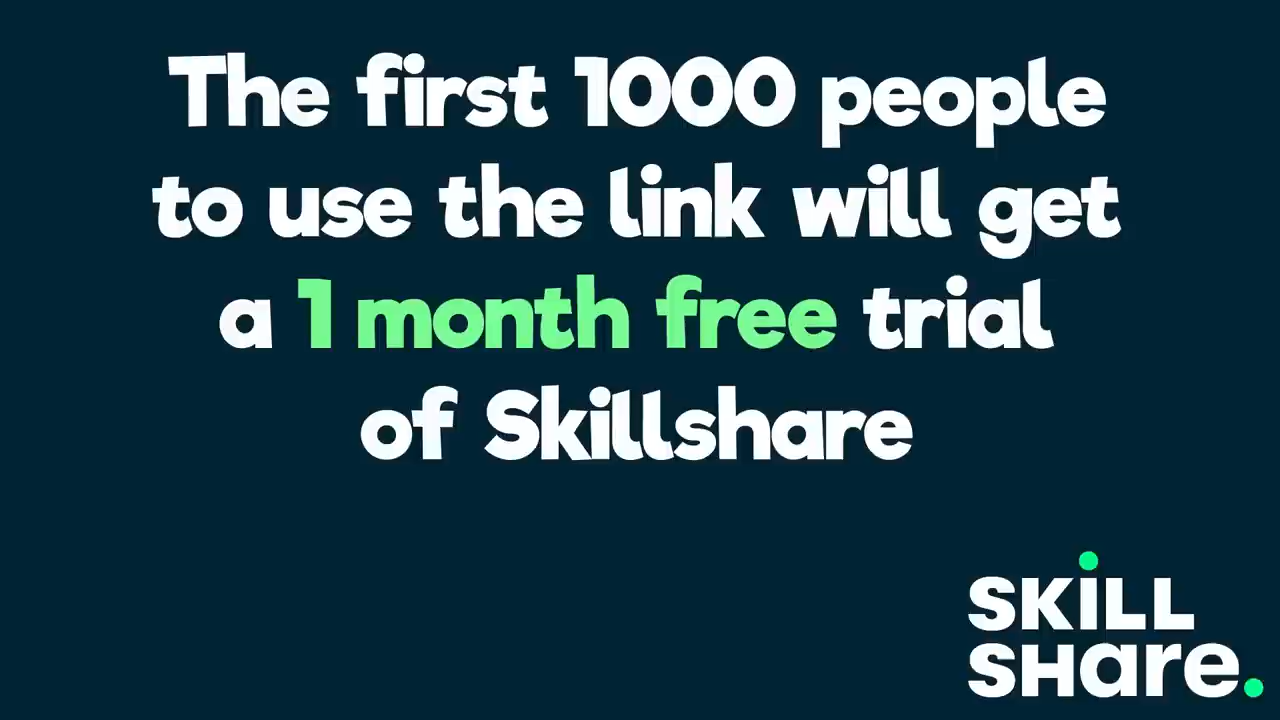 The first 1000 people
to use the link will get
a 1 month free trial
of Skillshare
SKiLL
SHare.